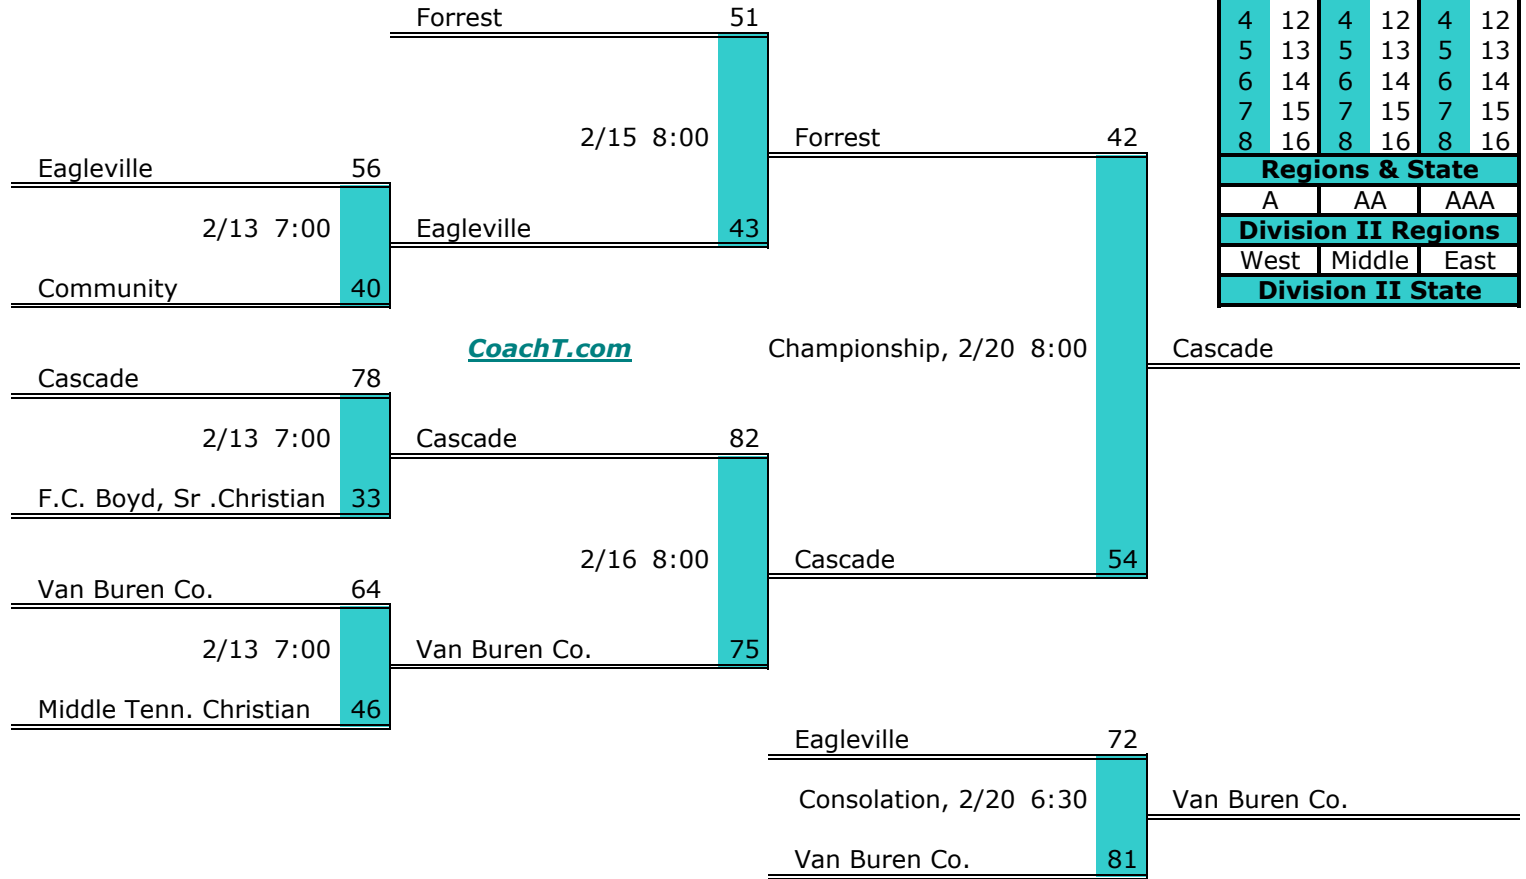 Forrest 51
4 12 4 12 4 12
5 13 5 13 5 13
6 14 6 14 6 14
7 15 7 15 7 15
2/15 8:00 Forrest 42
8 16 8 16 8 16
Eagleville 56
Regions & State
A AA AAA
2/13 7:00 Eagleville 43
Division II Regions
West Middle East
Community 40
Division II State
CoachT.com Championship, 2/20 8:00 Cascade
Cascade 78
2/13 7:00 Cascade 82
F.C. Boyd, Sr .Christian 33
2/16 8:00 Cascade 54
Van Buren Co. 64
2/13 7:00 Van Buren Co. 75
Middle Tenn. Christian 46
Eagleville 72
Consolation, 2/20 6:30 Van Buren Co.
Van Buren Co. 81